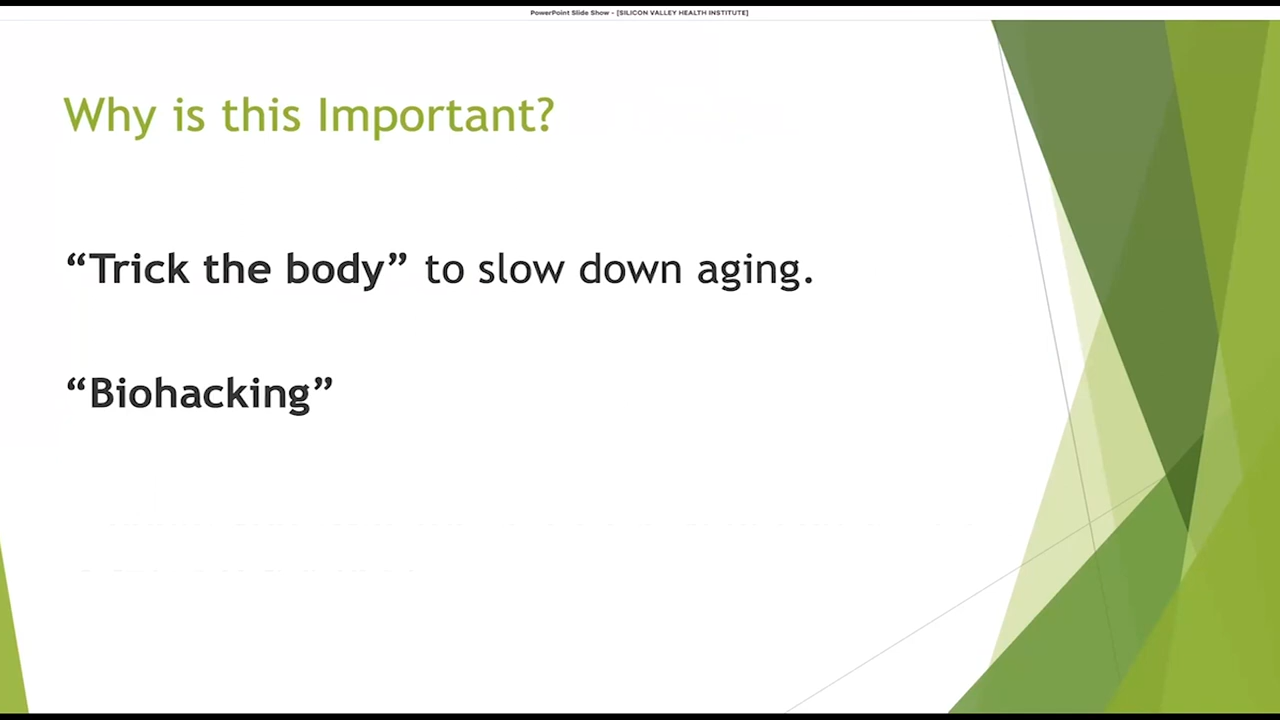 PowerPoint Slide Show - [SILICON VALLEY HEALTH INSTITUTE]
Why is this Important?
“Trick the body” to slow down aging.
“Biohacking”